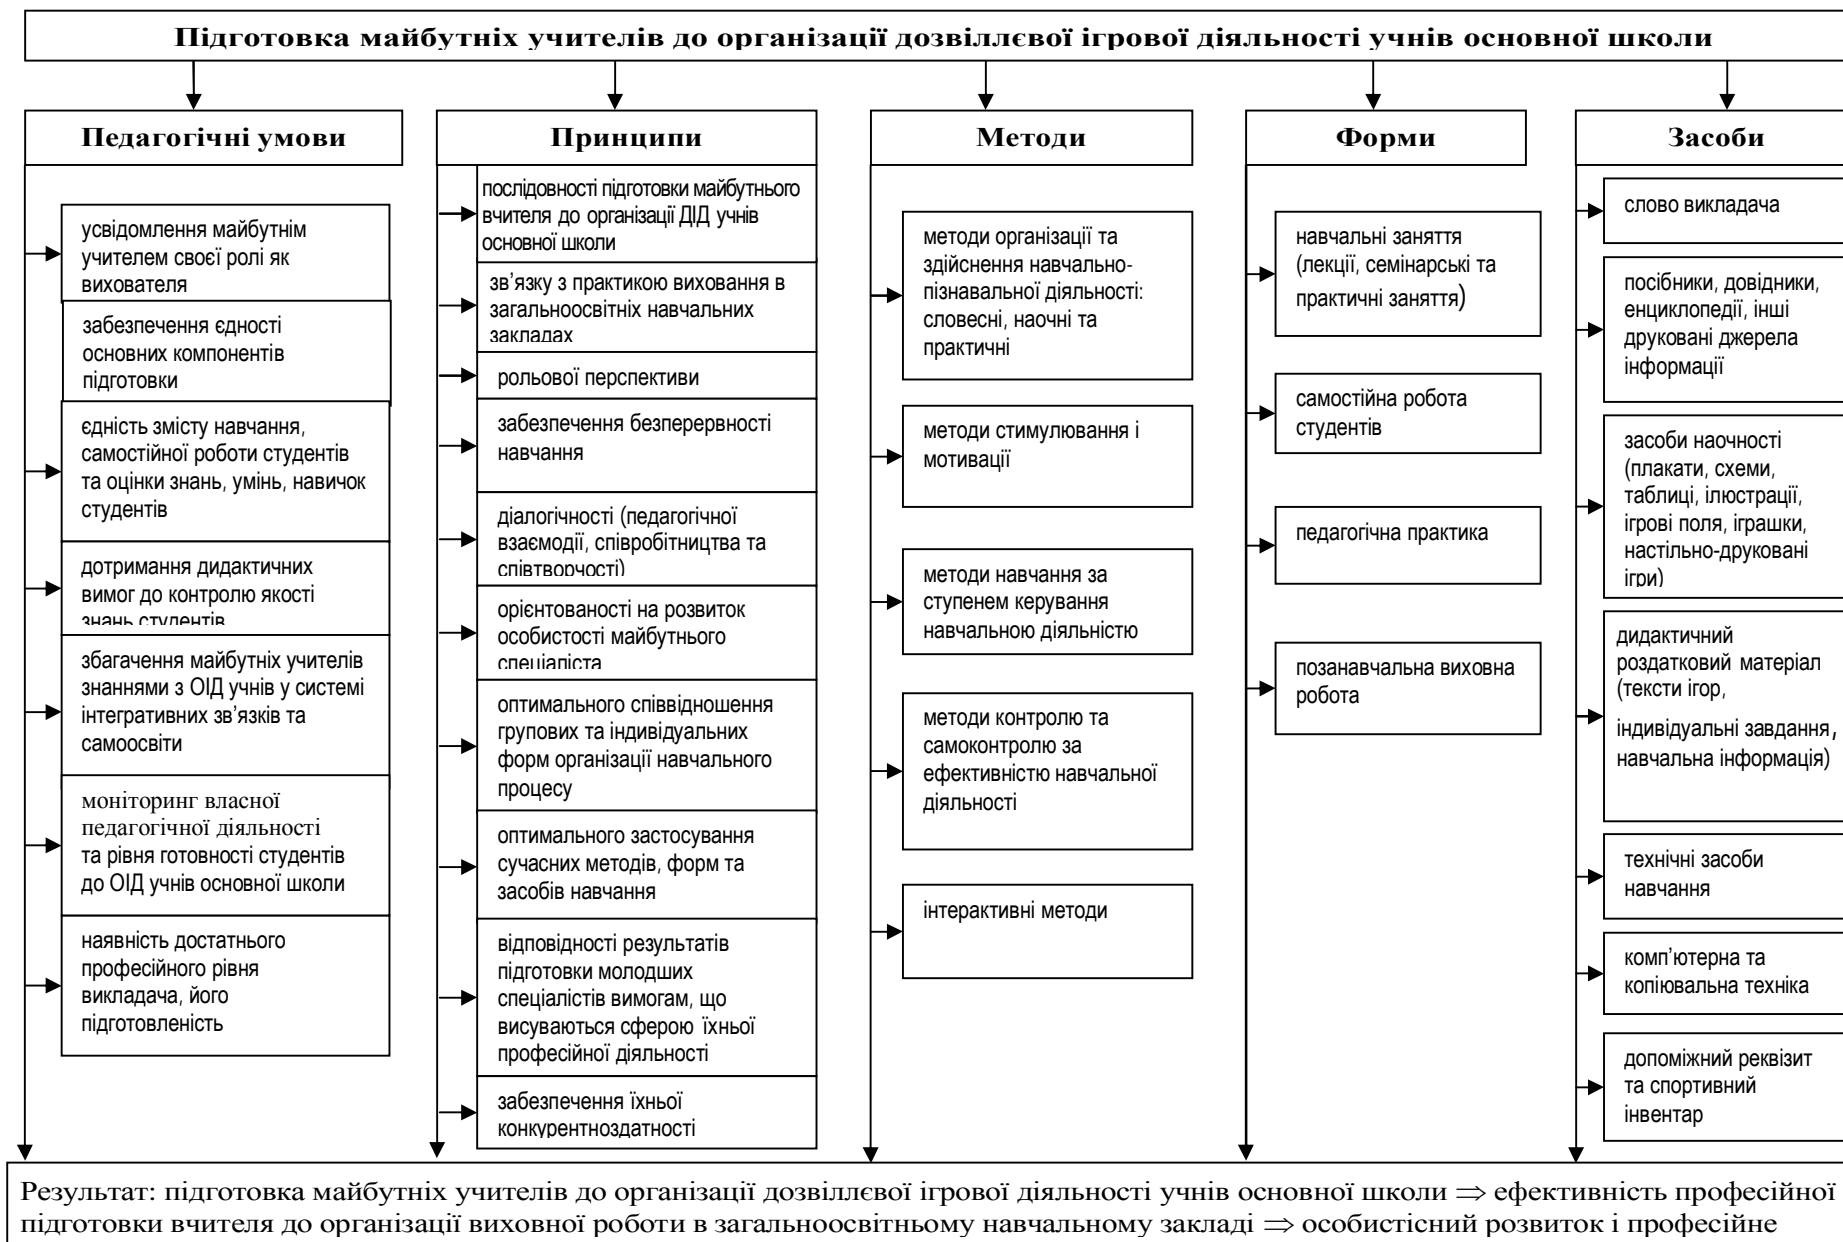 Підготовка майбутніх учителів до організації дозвіллєвої ігрової діяльності учнів основної школи
Педагогічні умови
усвідомлення майбутнім
учителем своєї ролі як
вихователя
забезпечення єдності
основних компонентів
підготовки
єдність змісту навчання,
самостійної роботи студентів
та оцінки знань, умінь, навичок
студентів
дотримання дидактичних
вимог до контролю якості
знань студентів
збагачення майбутніх учителів
знаннями з ОІД учнів у системі
інтегративних зв’язків та
самоосвіти
моніторинг власної
педагогічної діяльності
та рівня готовності студентів
до ОІД учнів основної школи
наявність достатнього
професійного рівня
викладача, його
підготовленість
Принципи
послідовності підготовки майбутнього
вчителя до організації ДІД учнів
основної школи
зв’язку з практикою виховання в
загальноосвітніх навчальних
закладах
рольової перспективи
забезпечення безперервності
навчання
діалогічності (педагогічної
взаємодії, співробітництва та
співтворчості)
орієнтованості на розвиток
особистості майбутнього
спеціаліста
оптимального співвідношення
групових та індивідуальних
форм організації навчального
процесу
оптимального застосування
сучасних методів, форм та
засобів навчання
відповідності результатів
підготовки молодших
спеціалістів вимогам, що
висуваються сферою їхньої
професійної діяльності
забезпечення їхньої
конкурентноздатності
Методи
методи організації та
здійснення навчально-
пізнавальної діяльності:
словесні, наочні та
практичні
методи стимулювання і
мотивації
методи навчання за
ступенем керування
навчальною діяльністю
методи контролю та
самоконтролю за
ефективністю навчальної
діяльності
інтерактивні методи
Форми
навчальні заняття
(лекції, семінарські та
практичні заняття)
самостійна робота
студентів
педагогічна практика
позанавчальна виховна
робота
Засоби
слово викладача
посібники, довідники,
енциклопедії, інші
друковані джерела
інформації
засоби наочності
(плакати, схеми,
таблиці, ілюстрації,
ігрові поля, іграшки,
настільно-друковані
ігри)
дидактичний
роздатковий матеріал
(тексти ігор,
індивідуальні завдання,
навчальна інформація)
технічні засоби
навчання
комп’ютерна та
копіювальна техніка
допоміжний реквізит
та спортивний
інвентар
Результат: підготовка майбутніх учителів до організації дозвіллєвої ігрової діяльності учнів основної школи ⇒ ефективність професійної
підготовки вчителя до організації виховної роботи в загальноосвітньому навчальному закладі ⇒ особистісний розвиток і професійне